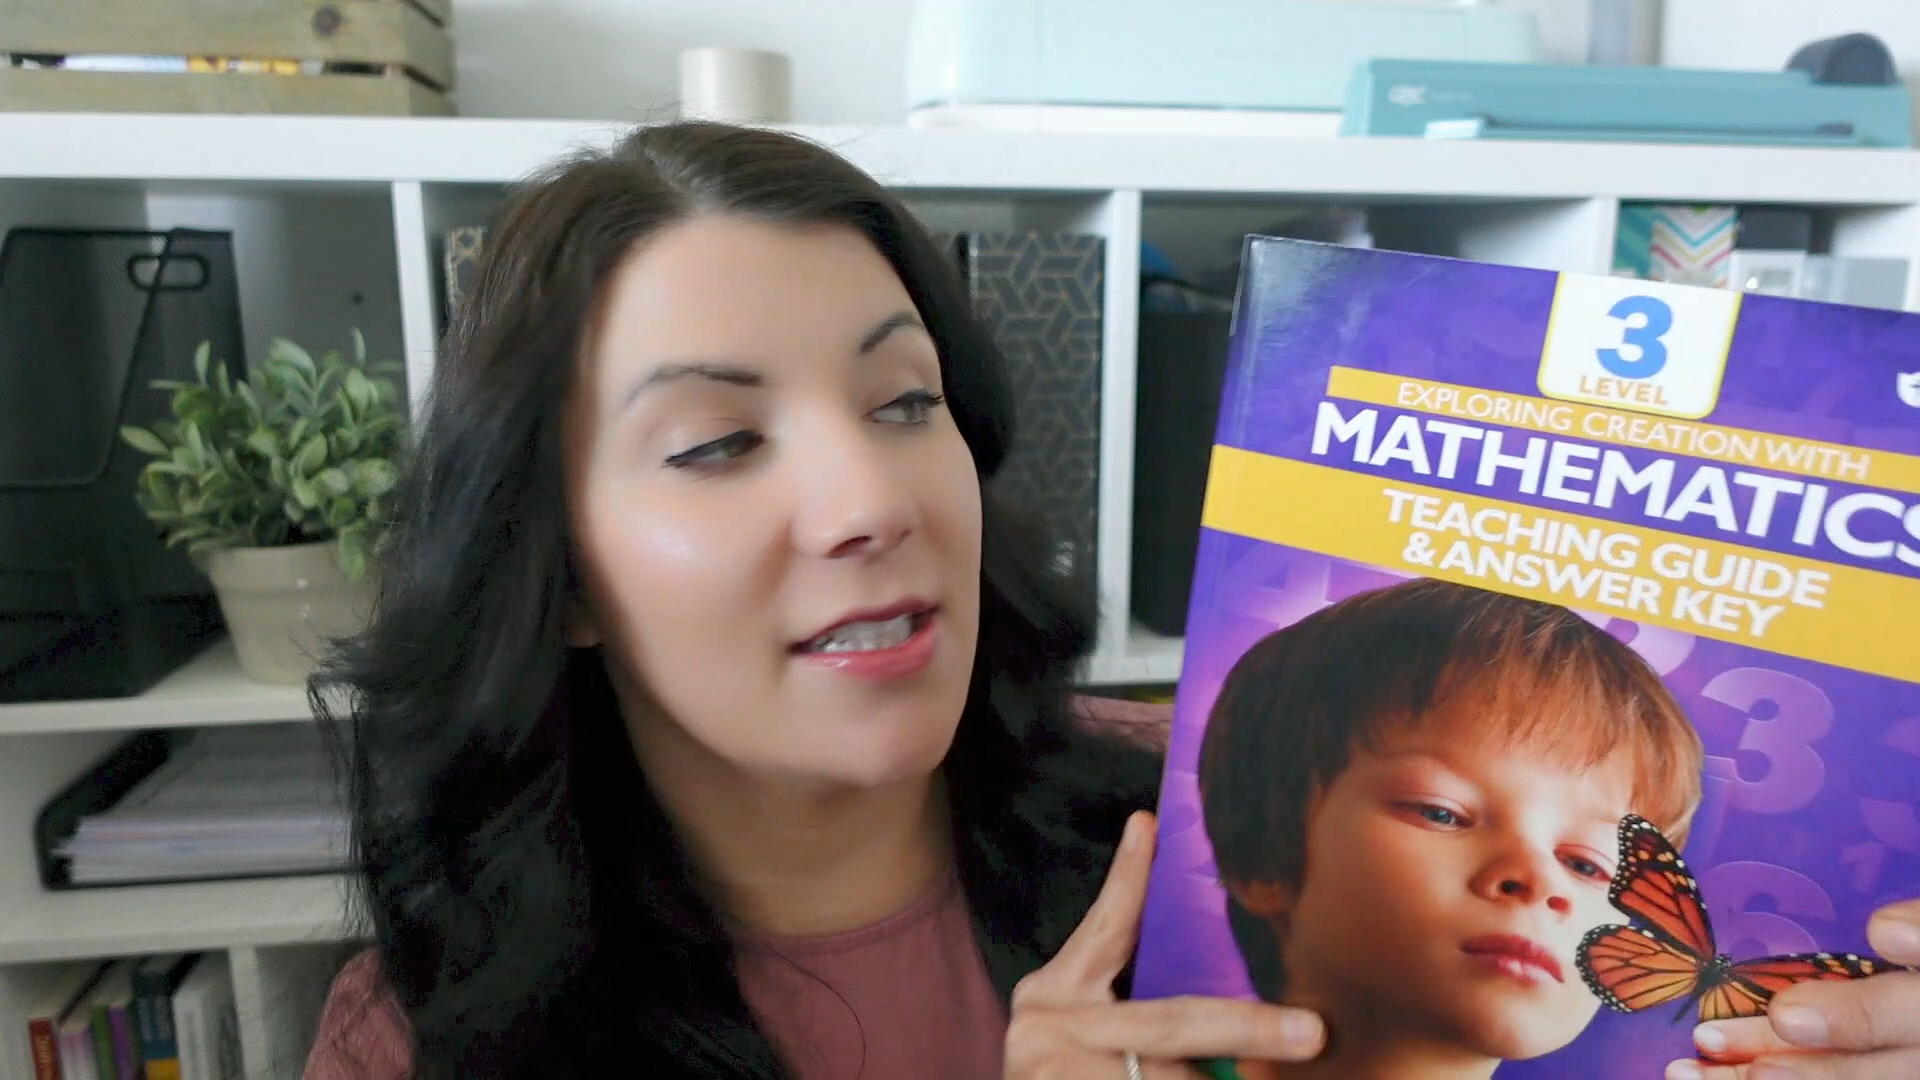 3
LEVEL
EXPLORING CREATION WITH
MATHEMATICS
TEACHING GUIDE
& ANSWER KEY